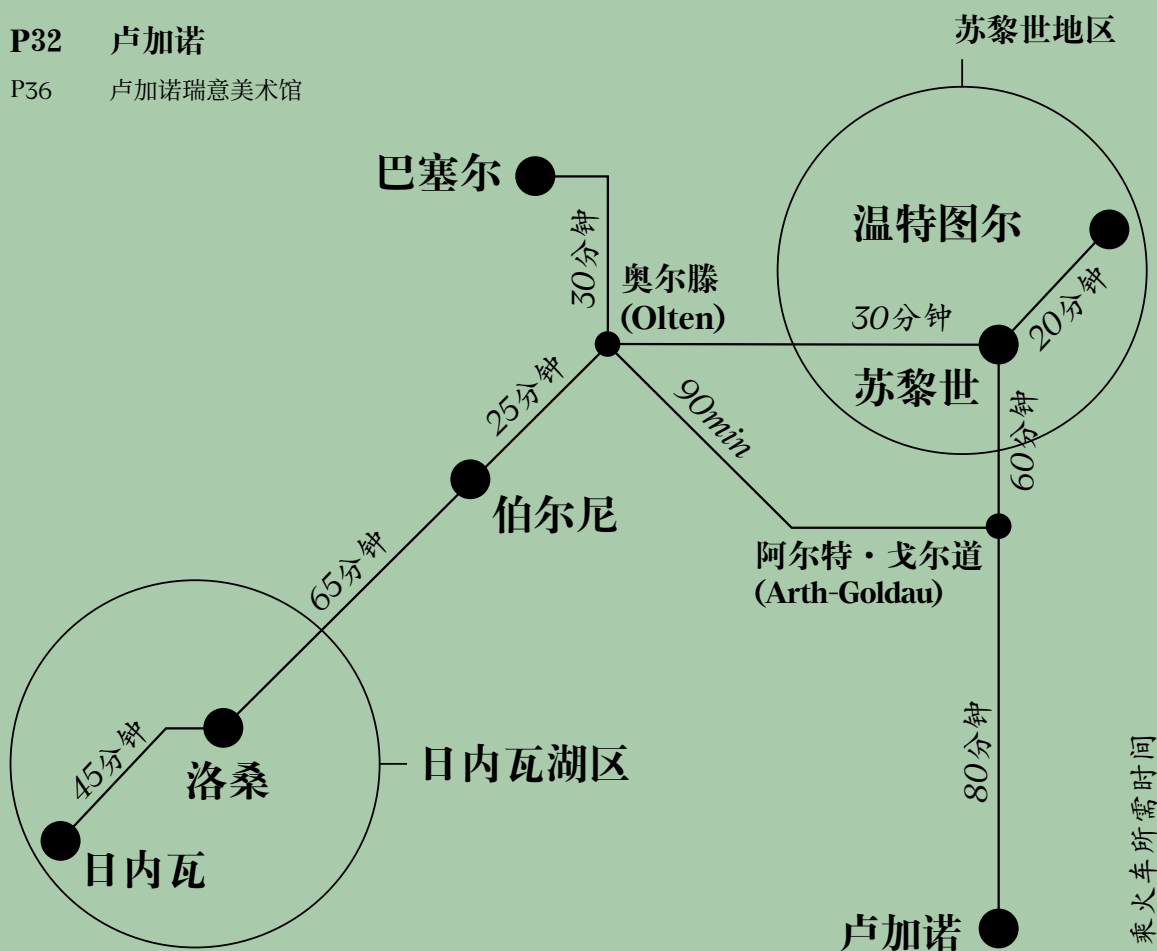 P32 卢加诺
P36 卢加诺瑞意美术馆
苏黎世地区
巴塞尔
温特图尔
30分钟
奥尔滕
(Olten)
30分钟
20分钟
苏黎世
25分钟
90min
60分钟
伯尔尼
阿尔特·戈尔道
(Arth-Goldau)
65分钟
洛桑
45分钟
日内瓦湖区
日内瓦
80分钟
卢加诺
乘火车所需时间